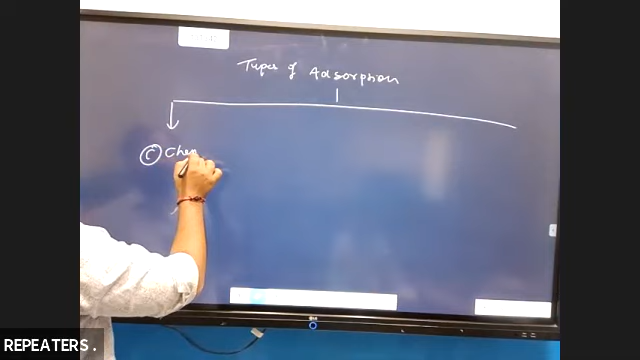 Types of Adsorption
C Chem
REPEATERS .